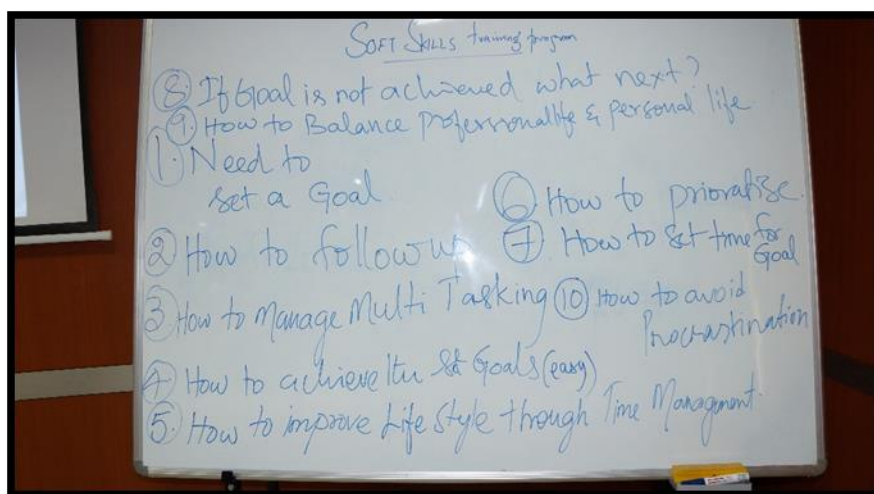 SOFT SKILLS training program
8. If Goal is not achieved what next?
9. How to Balance professional life & personal life
1. Need to
set a Goal
6 How to prioratise.
2 How to follow up
7. How to set time for
Goal
3 How to Manage Multi Tasking
10 How to avoid
Procrastination
4 How to achieve the Goals (easy)
5. How to improve Life Style through Time Managment.